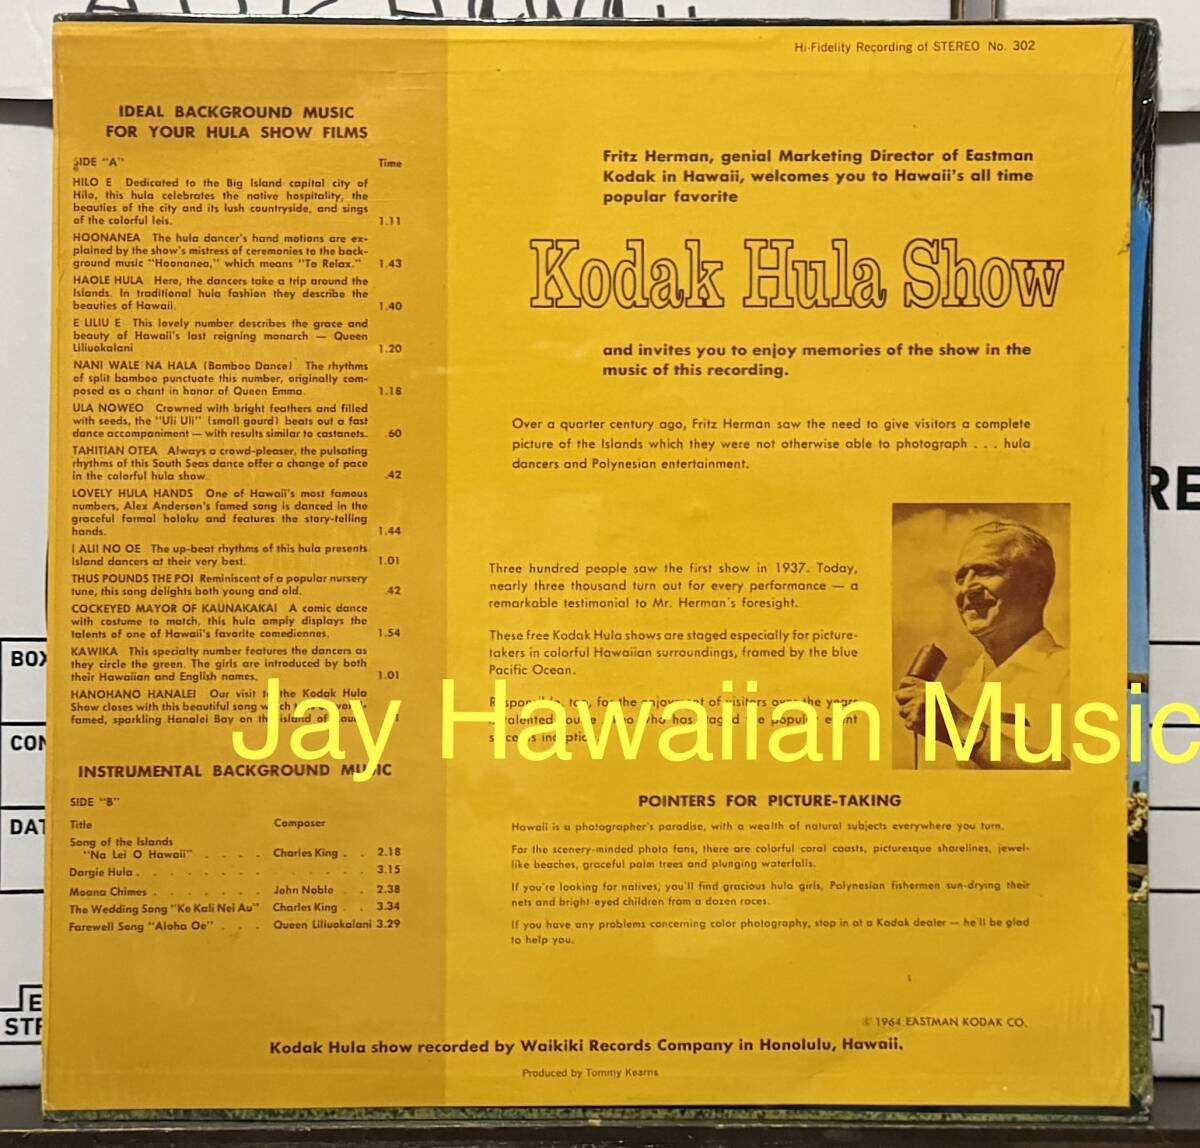 Hi-Fidelity Recording of STEREO No. 302
IDEAL BACKGROUND MUSIC
FOR YOUR HULA SHOW FILMS
SIDE "A" Time
HILO E Dedicated to the Big Island capital city of
Hilo, this hula celebrates the native hospitality, the
beauties of the city and its lush countryside, and sings
of the colorful leis. 1.11
HOONANEA The hula dancer's hand motions are ex-
plained by the show's mistress of ceremonies to the back-
ground music "Hoonanea," which means "To Relax." 1.43
HAOLE HULA Here, the dancers take a trip around the
Islands. In traditional hula fashion they describe the
beauties of Hawaii. 1.40
E LILIU E This lovely number describes the grace and
beauty of Hawaii's last reigning monarch — Queen
Liliuokalani 1.20
NANI WALE NA HALA (Bamboo Dance) The rhythms
of split bamboo punctuate this number, originally com-
posed as a chant in honor of Queen Emma. 1.18
ULA NOWEO Crowned with bright feathers and filled
with seeds, the "Uli Uli" (small gourd) beats out a fast
dance accompaniment — with results similar to castanets. .60
TAHITIAN OTEA Always a crowd-pleaser, the pulsating
rhythms of this South Seas dance offer a change of pace
in the colorful hula show. .42
LOVELY HULA HANDS One of Hawaii's most famous
numbers, Alex Anderson's famed song is danced in the
graceful formal holoku and features the story-telling
hands. 1.44
I ALII NO OE The up-beat rhythms of this hula presents
Island dancers at their very best. 1.01
THUS POUNDS THE POI Reminiscent of a popular nursery
tune, this song delights both young and old. .42
COCKEYED MAYOR OF KAUNAKAKAI A comic dance
with costume to match, this hula amply displays the
talents of one of Hawaii's favorite comediennes. 1.54
KAWIKA This specialty number features the dancers as
they circle the green. The girls are introduced by both
their Hawaiian and English names. 1.01
HANOHANO HANALEI Our visit to the Kodak Hula
Show closes with this beautiful song
famed, sparkling Hanalei Bay on the island of
INSTRUMENTAL BACKGROUND MUSIC
SIDE "B"
Title Composer
Song of the Islands
"Na Lei O Hawaii" . . . . Charles King . . 2.18
Dargie Hula . . . . . . . . . . . . . 3.15
Moana Chimes . . . . . . . John Noble . . 2.38
The Wedding Song "Ke Kali Nei Au" Charles King . . 3.34
Farewell Song "Aloha Oe" . . . Queen Liliuokalani 3.29
Fritz Herman, genial Marketing Director of Eastman
Kodak in Hawaii, welcomes you to Hawaii's all time
popular favorite
Kodak Hula Show
and invites you to enjoy memories of the show in the
music of this recording.
Over a quarter century ago, Fritz Herman saw the need to give visitors a complete
picture of the Islands which they were not otherwise able to photograph . . . hula
dancers and Polynesian entertainment.
Three hundred people saw the first show in 1937. Today,
nearly three thousand turn out for every performance — a
remarkable testimonial to Mr. Herman's foresight.
These free Kodak Hula shows are staged especially for picture-
takers in colorful Hawaiian surroundings, framed by the blue
Pacific Ocean.
too, for the enjoyment of visitors over the years
who has the popular event
Jay Hawaiian Music
POINTERS FOR PICTURE-TAKING
Hawaii is a photographer's paradise, with a wealth of natural subjects everywhere you turn.
For the scenery-minded photo fans, there are colorful coral coasts, picturesque shorelines, jewel-
like beaches, graceful palm trees and plunging waterfalls.
If you're looking for natives, you'll find gracious hula girls, Polynesian fishermen sun-drying their
nets and bright-eyed children from a dozen races.
If you have any problems concerning color photography, stop in at a Kodak dealer — he'll be glad
to help you.
© 1964 EASTMAN KODAK CO.
Kodak Hula show recorded by Waikiki Records Company in Honolulu, Hawaii.
Produced by Tommy Kearns
BOX
CON
DAT
E
STR
RE